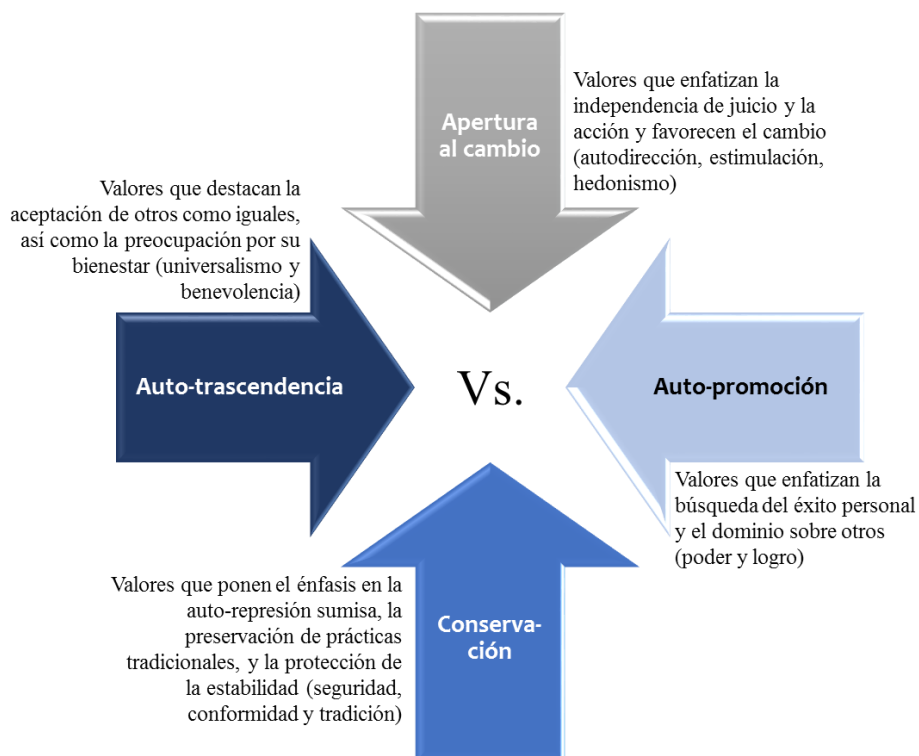 Apertura
al cambio
Valores que enfatizan la
independencia de juicio y la
acción y favorecen el cambio
(autodirección, estimulación,
hedonismo)
Valores que destacan la
aceptación de otros como iguales,
así como la preocupación por su
bienestar (universalismo y
benevolencia)
Auto-trascendencia
Vs.
Auto-promoción
Valores que enfatizan la
búsqueda del éxito personal
y el dominio sobre otros
(poder y logro)
Valores que ponen el énfasis en la
auto-represión sumisa, la
preservación de prácticas
tradicionales, y la protección de
la estabilidad (seguridad,
conformidad y tradición)
Conserva-
ción